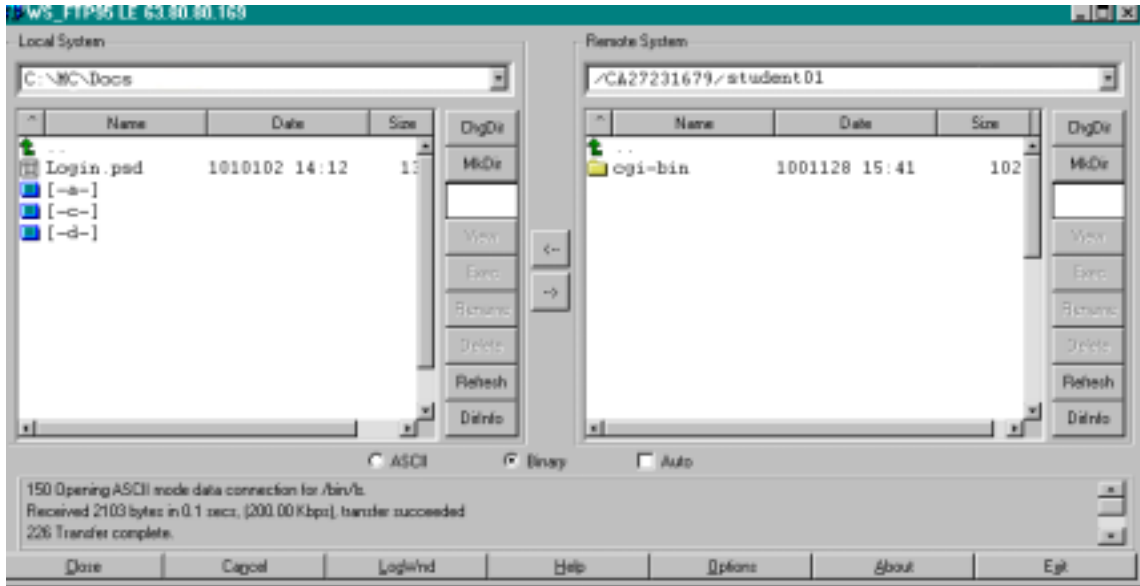 WS_FTP95 LE 63.80.80.169
Local System
C:\MC\Docs
^ Name Date Size
..
Login.psd 1010102 14:12 13
[-a-]
[-c-]
[-d-]
ChgDir
MkDir
View
Exec
Rename
Delete
Refresh
DirInfo
<--
-->
Remote System
/CA27231679/student01
^ Name Date Size
..
cgi-bin 1001128 15:41 102
ChgDir
MkDir
View
Exec
Rename
Delete
Refresh
DirInfo
ASCII Binary Auto
150 Opening ASCII mode data connection for /bin/ls.
Received 2103 bytes in 0.1 secs, (200.00 Kbps), transfer succeeded
226 Transfer complete.
Close Cancel LogWnd Help Options About Exit